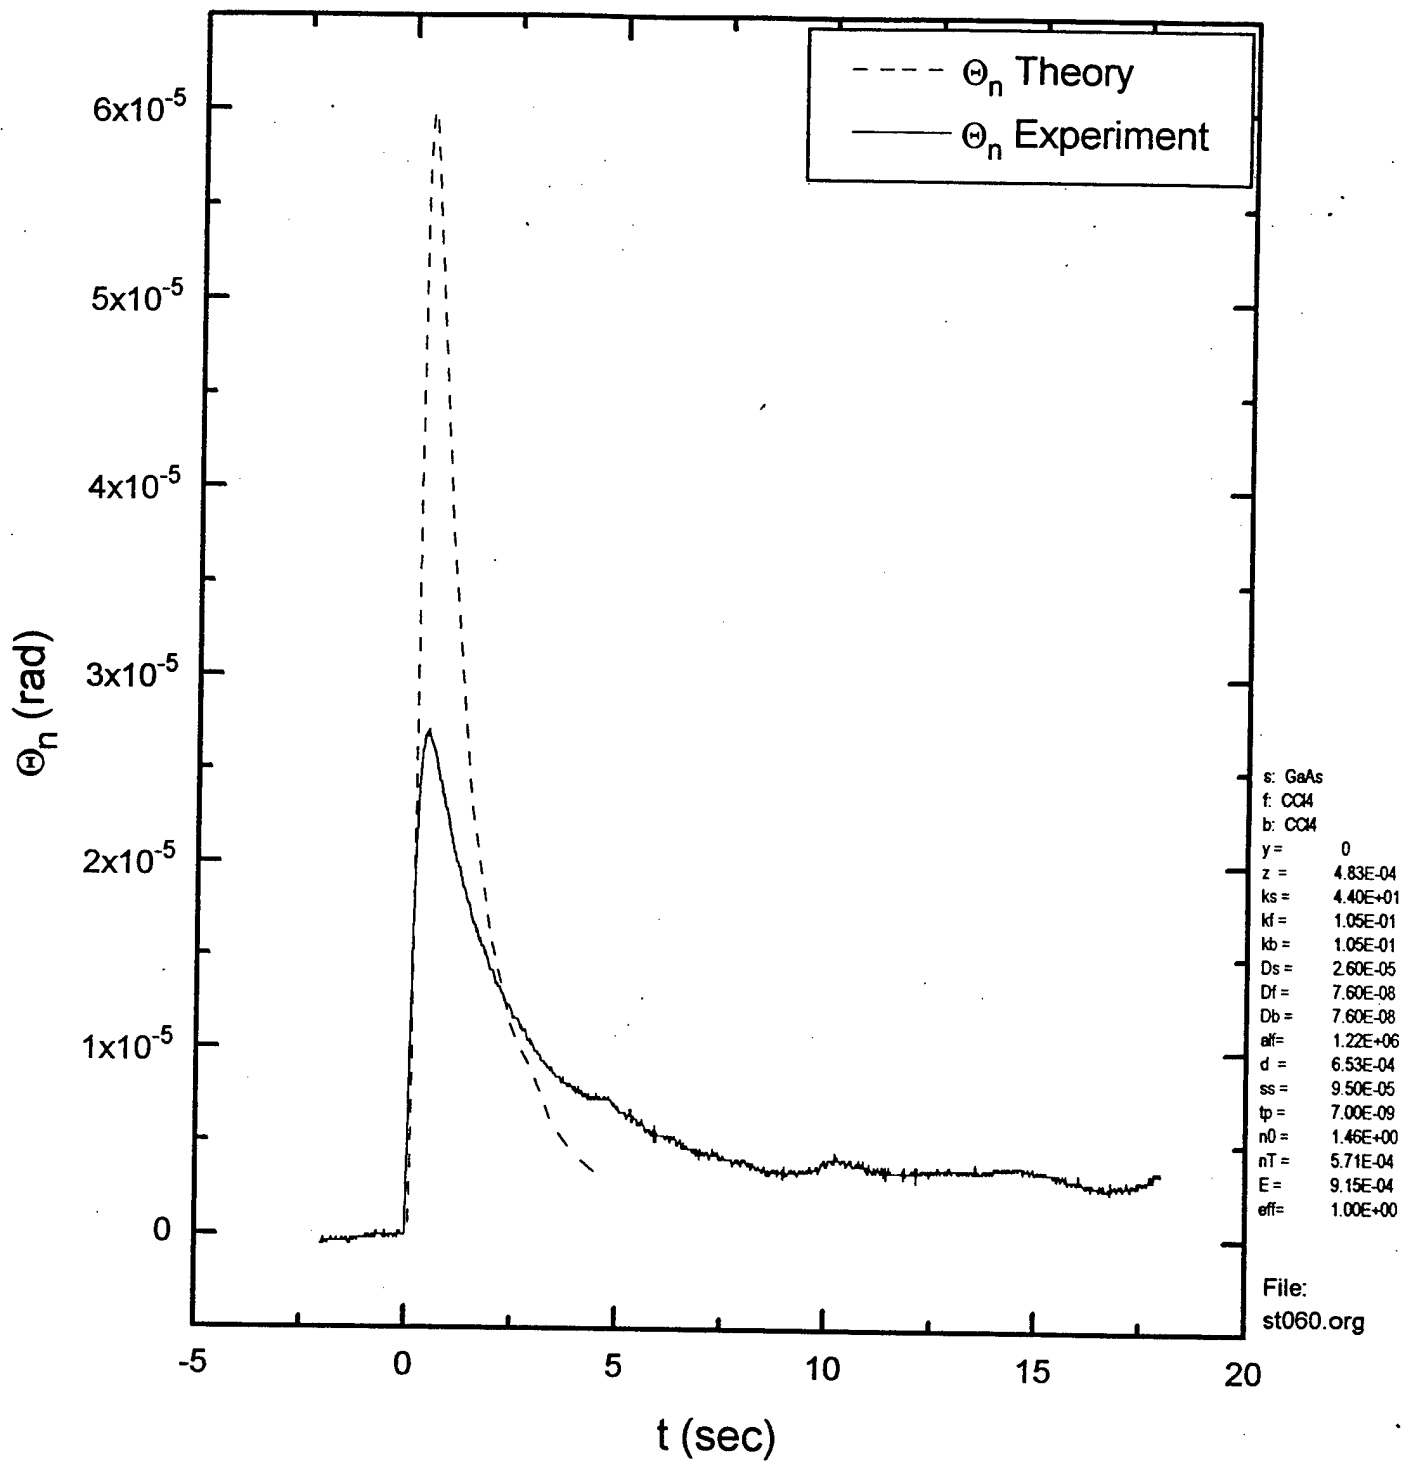 Θn Theory
Θn Experiment
6x10-5
5x10-5
4x10-5
3x10-5
2x10-5
1x10-5
0
Θn (rad)
-5 0 5 10 15 20
t (sec)
s: GaAs
f: CCl4
b: CCl4
y = 0
z = 4.83E-04
ks = 4.40E+01
kf = 1.05E-01
kb = 1.05E-01
Ds = 2.60E-05
Df = 7.60E-08
Db = 7.60E-08
alf= 1.22E+06
d = 6.53E-04
ss = 9.50E-05
tp = 7.00E-09
n0 = 1.46E+00
nT = 5.71E-04
E = 9.15E-04
eff= 1.00E+00
File:
st060.org